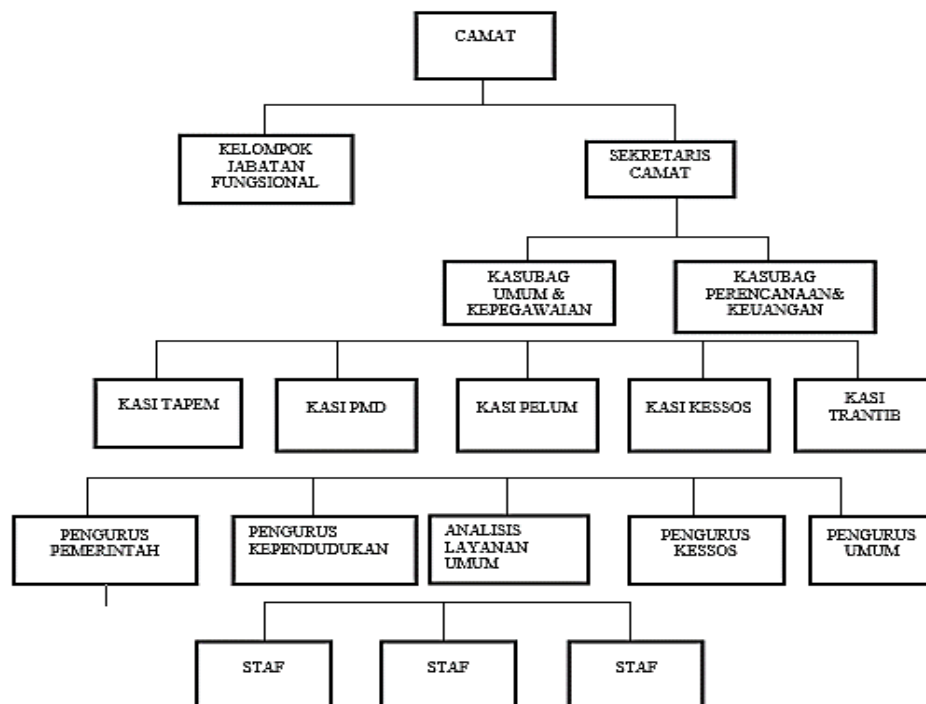 CAMAT
KELOMPOK
JABATAN
FUNGSIONAL
SEKRETARIS
CAMAT
KASUBAG
UMUM &
KEPEGAWAIAN
KASUBAG
PERENCANAAN&
KEUANGAN
KASI TAPEM
KASI PMD
KASI PELUM
KASI KESSOS
KASI
TRANTIB
PENGURUS
PEMERINTAH
PENGURUS
KEPENDUDUKAN
ANALISIS
LAYANAN
UMUM
PENGURUS
KESSOS
PENGURUS
UMUM
STAF
STAF
STAF